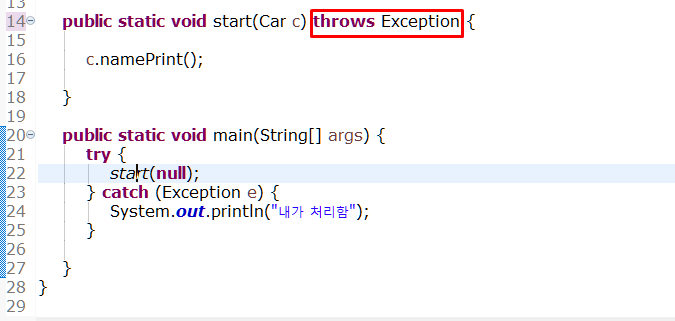 13
14 public static void start(Car c) throws Exception {
15
16 c.namePrint();
17
18 }
19
20 public static void main(String[] args) {
21 try {
22 start(null);
23 } catch (Exception e) {
24 System.out.println("내가 처리함");
25 }
26
27 }
28 }
29